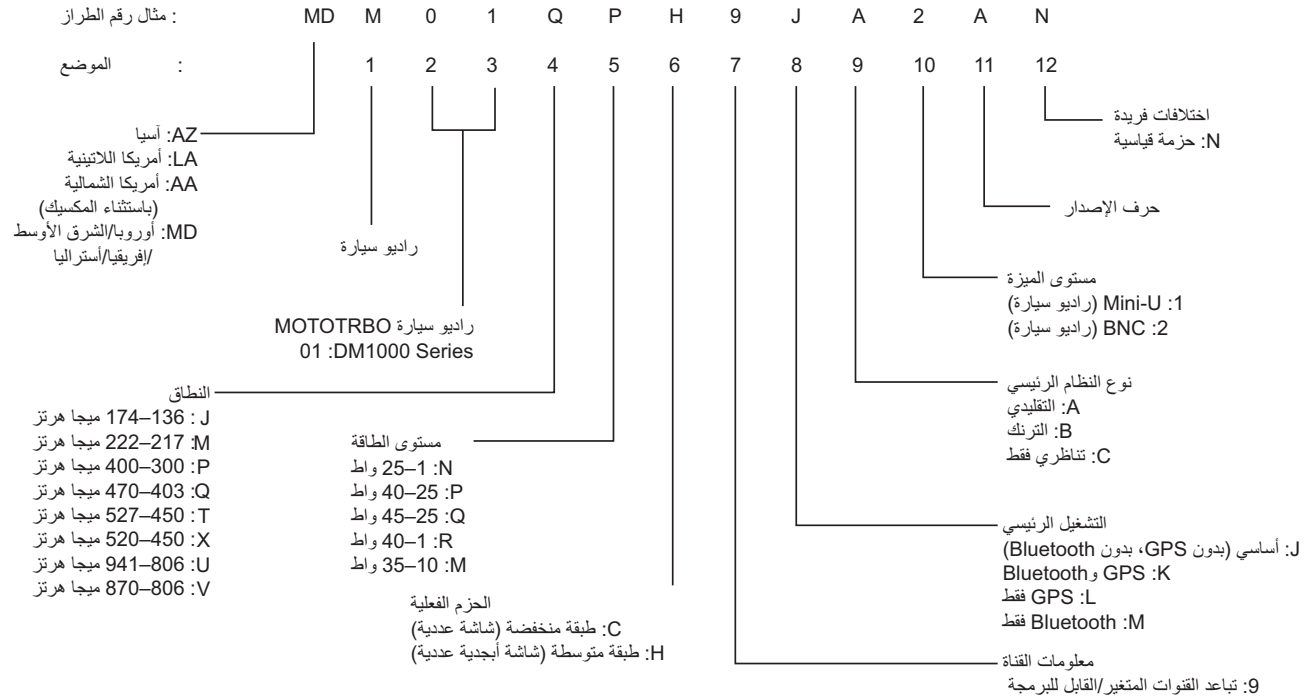 مثال رقم الطراز : MD M 0 1 Q P H 9 J A 2 A N
الموضع : 1 2 3 4 5 6 7 8 9 10 11 12
AZ: آسيا
LA: أمريكا اللاتينية
AA: أمريكا الشمالية
(باستثناء المكسيك)
MD: أوروبا/الشرق الأوسط
/إفريقيا/أستراليا
راديو سيارة
راديو سيارة MOTOTRBO
01 :DM1000 Series
النطاق
J : 136–174 ميجا هرتز
M: 217–222 ميجا هرتز
P: 300–400 ميجا هرتز
Q: 403–470 ميجا هرتز
T: 450–527 ميجا هرتز
X: 450–520 ميجا هرتز
U: 806–941 ميجا هرتز
V: 806–870 ميجا هرتز
مستوى الطاقة
N: 1–25 واط
P: 25–40 واط
Q: 25–45 واط
R: 1–40 واط
M: 10–35 واط
الحزم الفعلية
C: طبقة منخفضة (شاشة عددية)
H: طبقة متوسطة (شاشة أبجدية عددية)
معلومات القناة
9: تباعد القنوات المتغير/القابل للبرمجة
التشغيل الرئيسي
J: أساسي (بدون GPS، بدون Bluetooth)
K: GPS وBluetooth
L: GPS فقط
M: Bluetooth فقط
نوع النظام الرئيسي
A: التقليدي
B: الترنك
C: تناظري فقط
مستوى الميزة
1: Mini-U (راديو سيارة)
2: BNC (راديو سيارة)
حرف الإصدار
اختلافات فريدة
N: حزمة قياسية